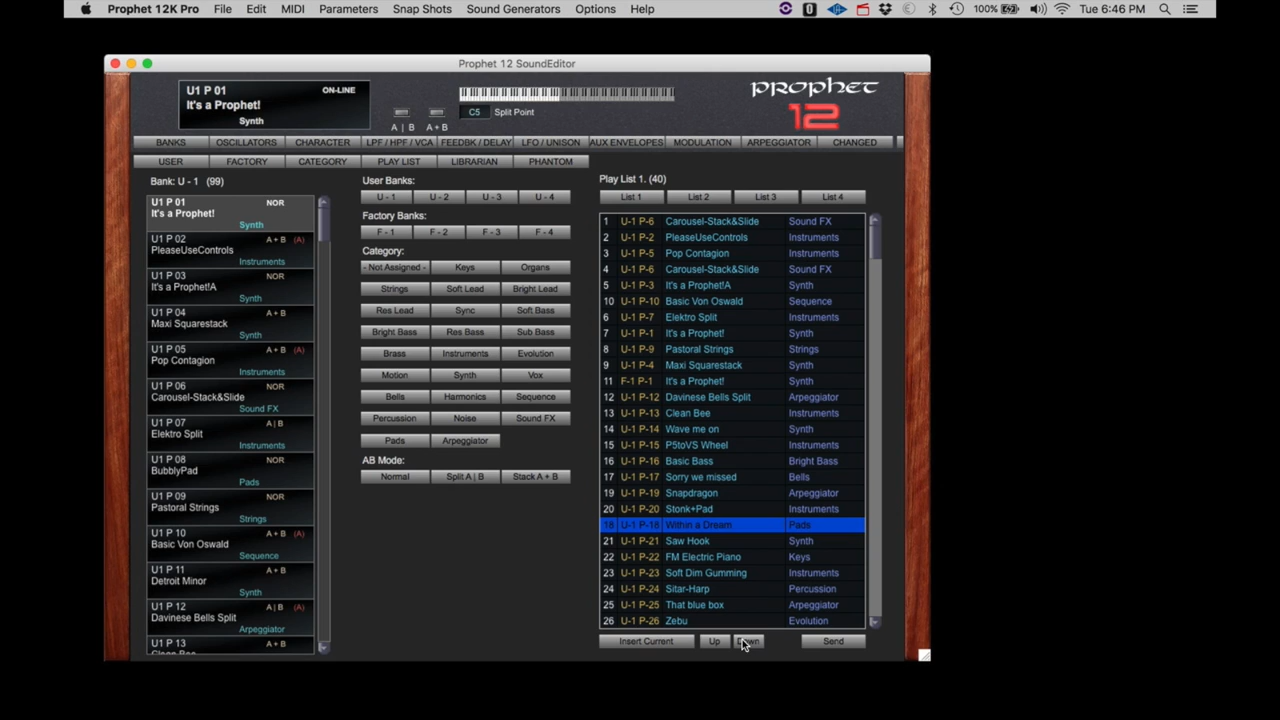 Prophet 12K Pro File Edit MIDI Parameters Snap Shots Sound Generators Options Help 100% Tue 6:46 PM
Prophet 12 SoundEditor
U1 P 01 ON-LINE
It's a Prophet!
Synth
A | B A + B
C5 Split Point
prophet
12
BANKS OSCILLATORS CHARACTER LPF / HPF / VCA FEEDBK / DELAY LFO / UNISON AUX ENVELOPES MODULATION ARPEGGIATOR CHANGED
USER FACTORY CATEGORY PLAY LIST LIBRARIAN PHANTOM
Bank: U - 1 (99)
U1 P 01 NOR
It's a Prophet!
Synth
U1 P 02 A + B (A)
PleaseUseControls
Instruments
U1 P 03 NOR
It's a Prophet!A
Synth
U1 P 04 A + B
Maxi Squarestack
Synth
U1 P 05 A + B (A)
Pop Contagion
Instruments
U1 P 06 NOR
Carousel-Stack&Slide
Sound FX
U1 P 07 A | B
Elektro Split
Instruments
U1 P 08 NOR
BubblyPad
Pads
U1 P 09 NOR
Pastoral Strings
Strings
U1 P 10 A + B (A)
Basic Von Oswald
Sequence
U1 P 11 A + B
Detroit Minor
Synth
U1 P 12 A | B (A)
Davinese Bells Split
Arpeggiator
U1 P 13 A + B
Clean Bee
User Banks:
U - 1 U - 2 U - 3 U - 4
Factory Banks:
F - 1 F - 2 F - 3 F - 4
Category:
- Not Assigned - Keys Organs
Strings Soft Lead Bright Lead
Res Lead Sync Soft Bass
Bright Bass Res Bass Sub Bass
Brass Instruments Evolution
Motion Synth Vox
Bells Harmonics Sequence
Percussion Noise Sound FX
Pads Arpeggiator
AB Mode:
Normal Split A | B Stack A + B
Play List 1. (40)
List 1 List 2 List 3 List 4
1 U-1 P-6 Carousel-Stack&Slide Sound FX
2 U-1 P-2 PleaseUseControls Instruments
3 U-1 P-5 Pop Contagion Instruments
4 U-1 P-6 Carousel-Stack&Slide Sound FX
5 U-1 P-3 It's a Prophet!A Synth
10 U-1 P-10 Basic Von Oswald Sequence
6 U-1 P-7 Elektro Split Instruments
7 U-1 P-1 It's a Prophet! Synth
8 U-1 P-9 Pastoral Strings Strings
9 U-1 P-4 Maxi Squarestack Synth
11 F-1 P-1 It's a Prophet! Synth
12 U-1 P-12 Davinese Bells Split Arpeggiator
13 U-1 P-13 Clean Bee Instruments
14 U-1 P-14 Wave me on Synth
15 U-1 P-15 P5toVS Wheel Instruments
16 U-1 P-16 Basic Bass Bright Bass
17 U-1 P-17 Sorry we missed Bells
19 U-1 P-19 Snapdragon Arpeggiator
20 U-1 P-20 Stonk+Pad Instruments
18 U-1 P-18 Within a Dream Pads
21 U-1 P-21 Saw Hook Synth
22 U-1 P-22 FM Electric Piano Keys
23 U-1 P-23 Soft Dim Gumming Instruments
24 U-1 P-24 Sitar-Harp Percussion
25 U-1 P-25 That blue box Arpeggiator
26 U-1 P-26 Zebu Evolution
Insert Current Up Down Send